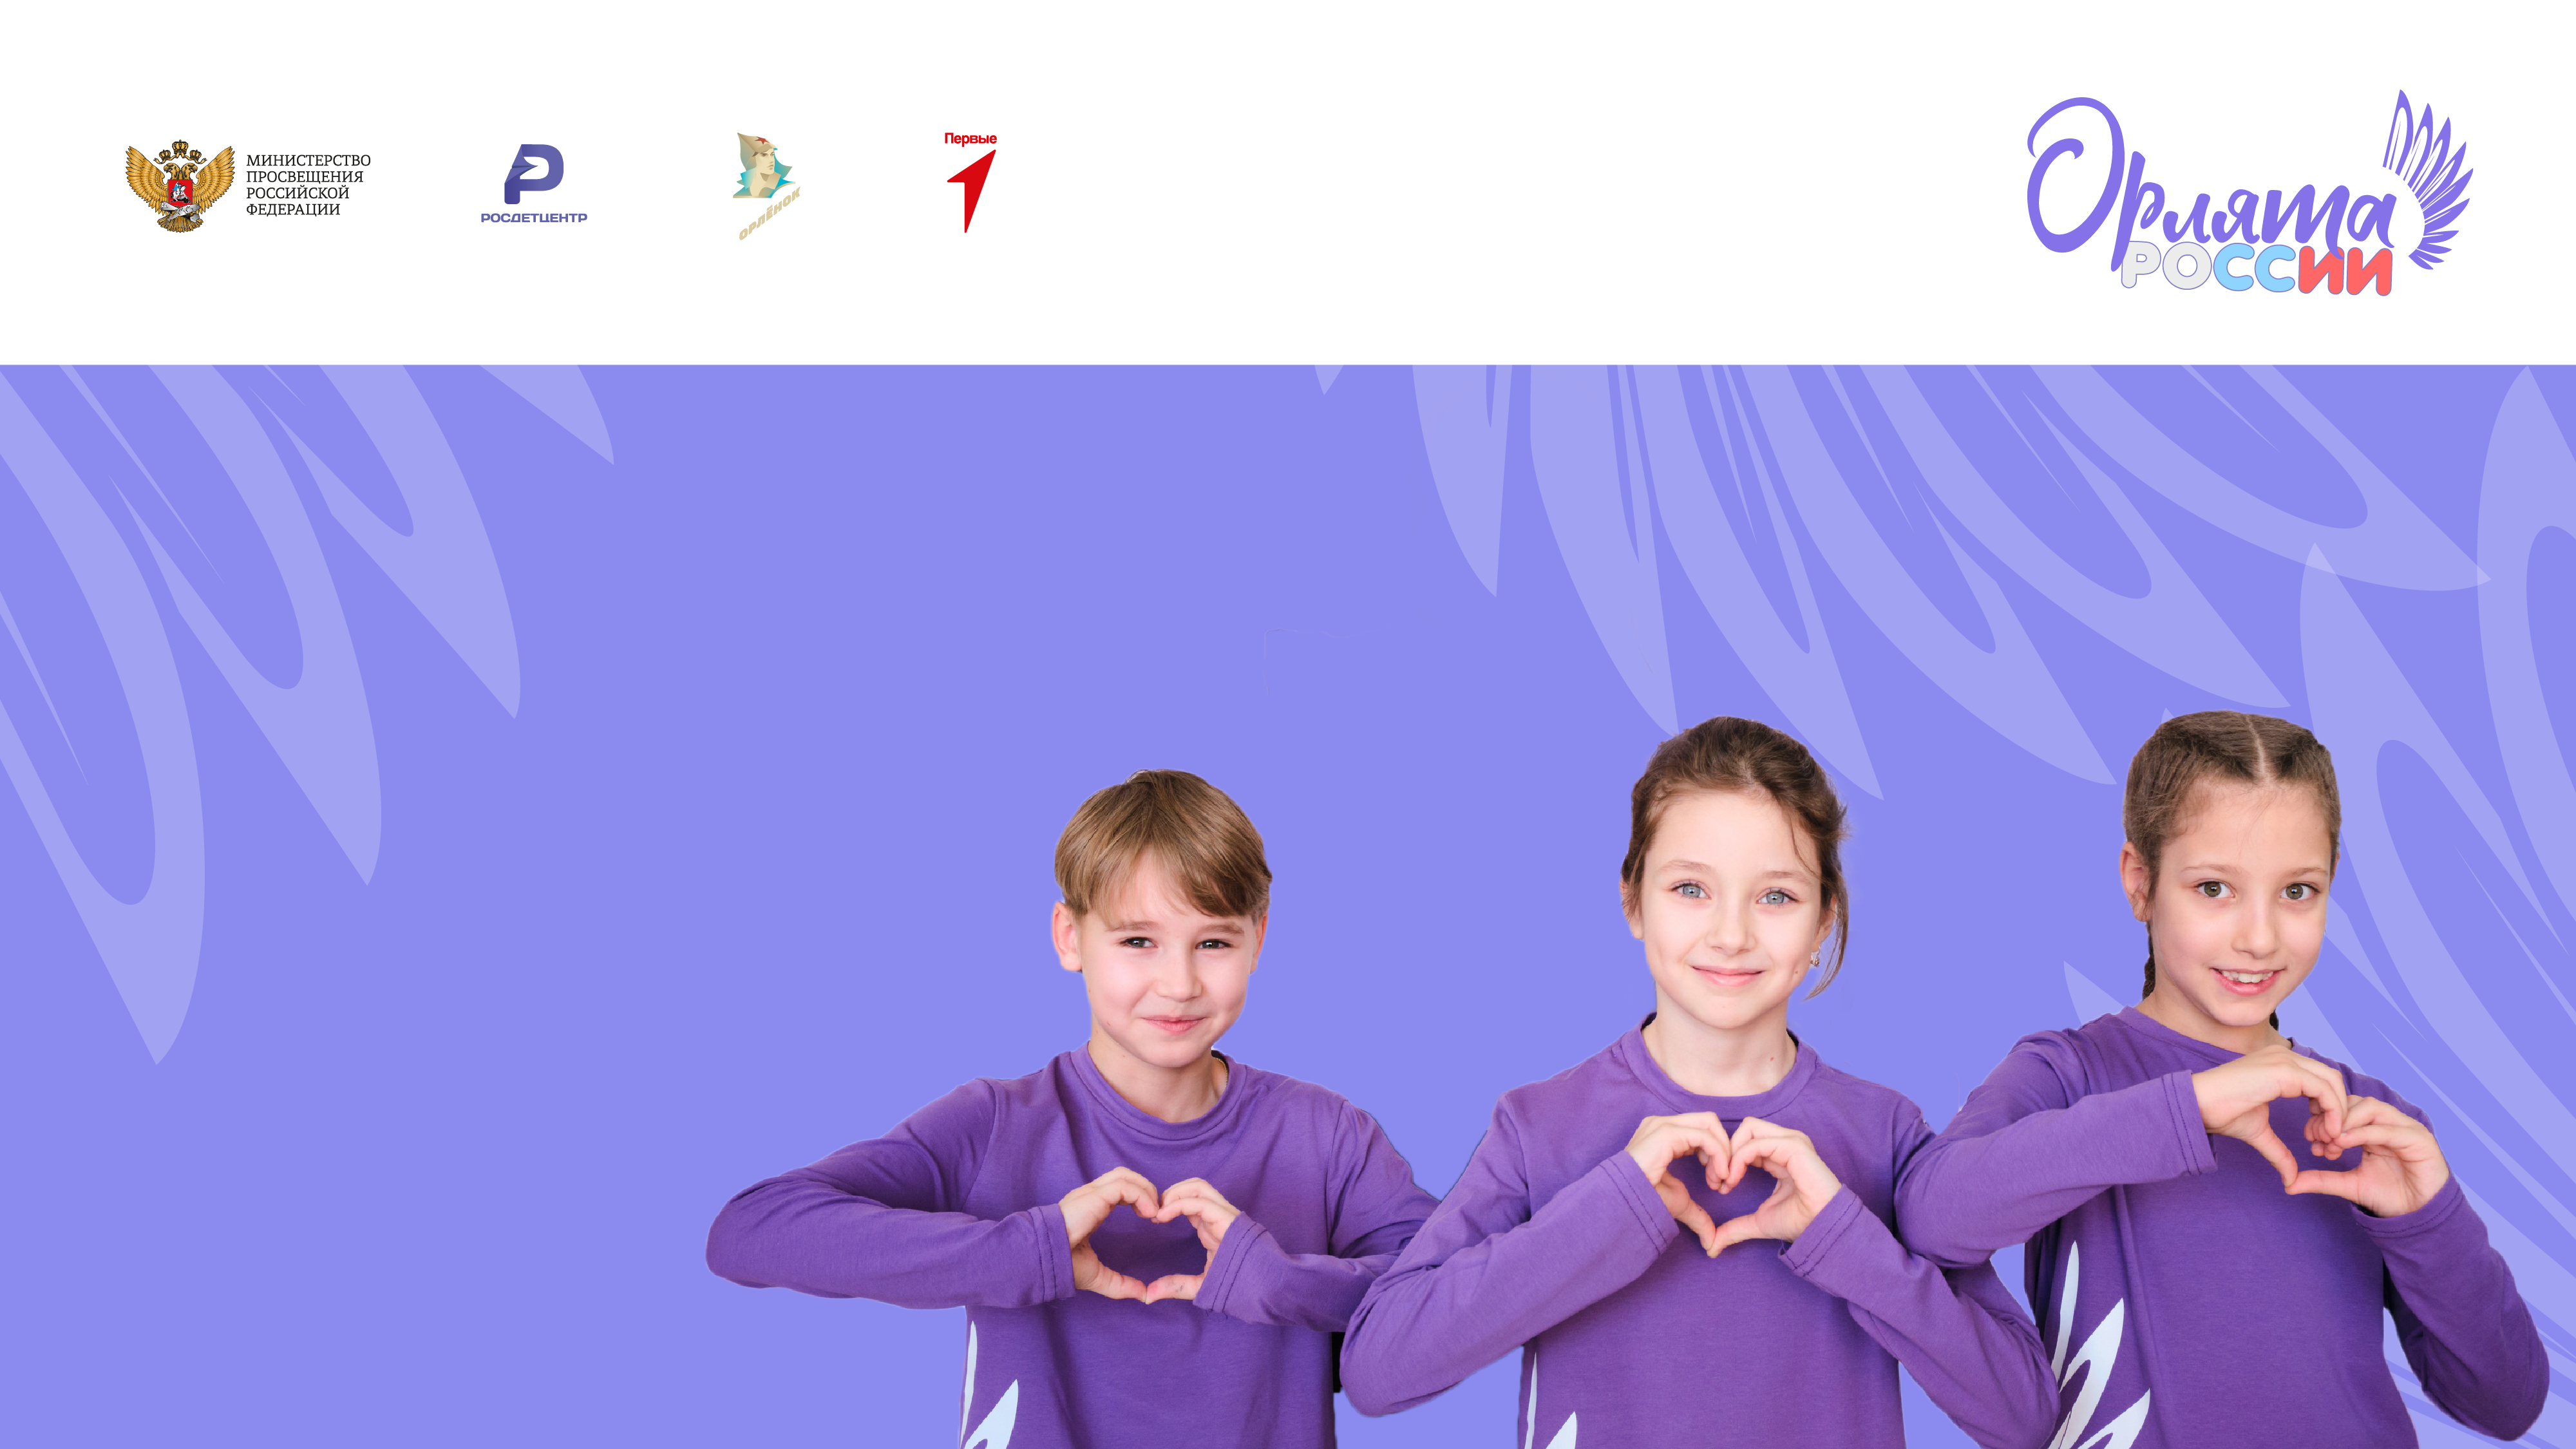 МИНИСТЕРСТВО
ПРОСВЕЩЕНИЯ
РОССИЙСКОЙ
ФЕДЕРАЦИИ
РОСДЕТЦЕНТР
ОРЛЁНОК
Первые
Орлята
РОССИИ